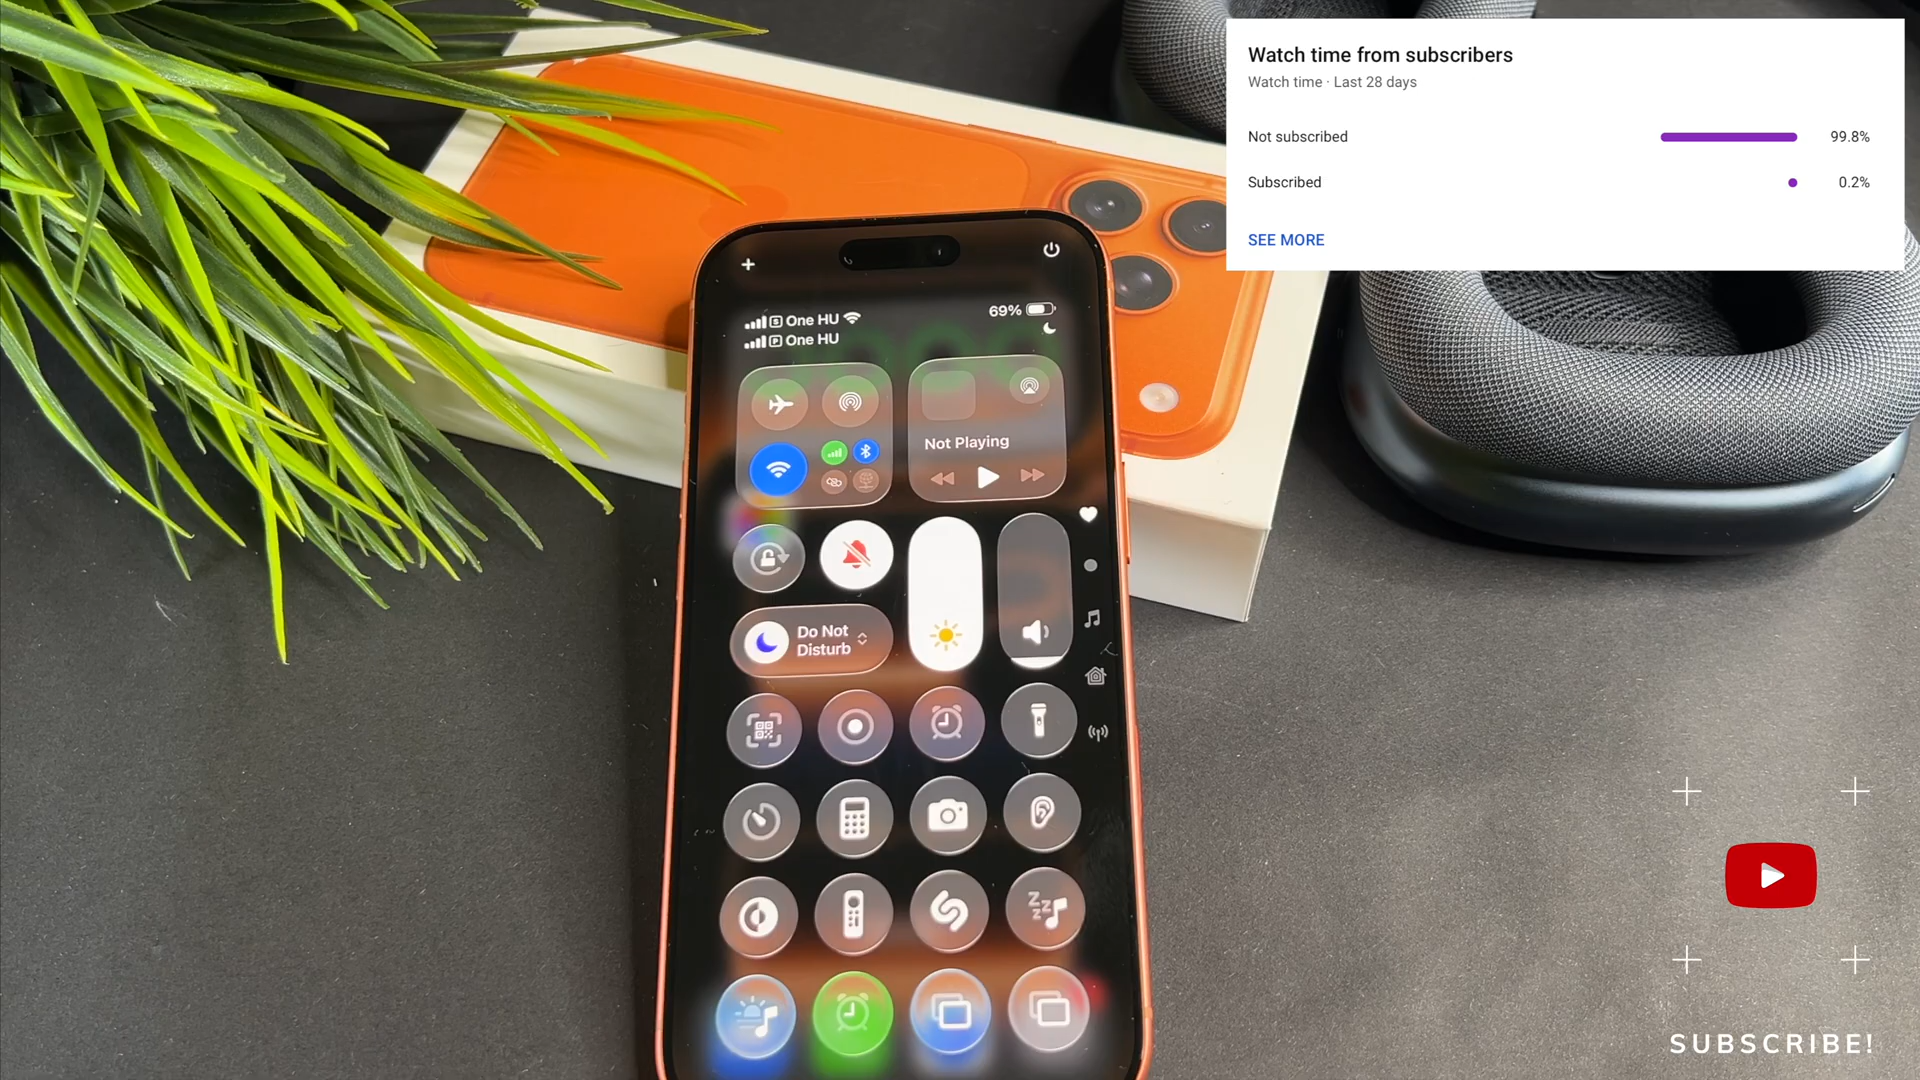 Watch time from subscribers
Watch time · Last 28 days
Not subscribed 99.8%
Subscribed 0.2%
SEE MORE
S One HU
69%
P One HU
Not Playing
Do Not
Disturb
SUBSCRIBE!